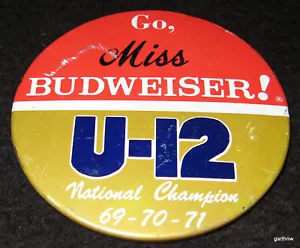 Go,
Miss
BUDWEISER!
®
U-12
National Champion
69-70-71
garthnw